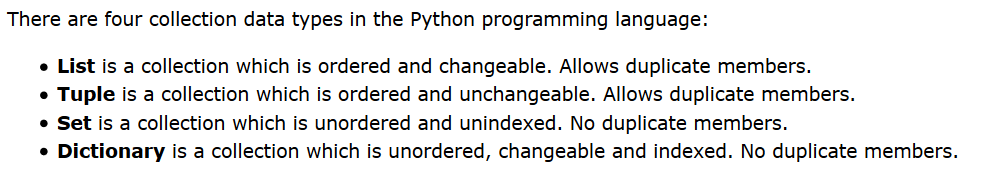 There are four collection data types in the Python programming language:
• List is a collection which is ordered and changeable. Allows duplicate members.
• Tuple is a collection which is ordered and unchangeable. Allows duplicate members.
• Set is a collection which is unordered and unindexed. No duplicate members.
• Dictionary is a collection which is unordered, changeable and indexed. No duplicate members.